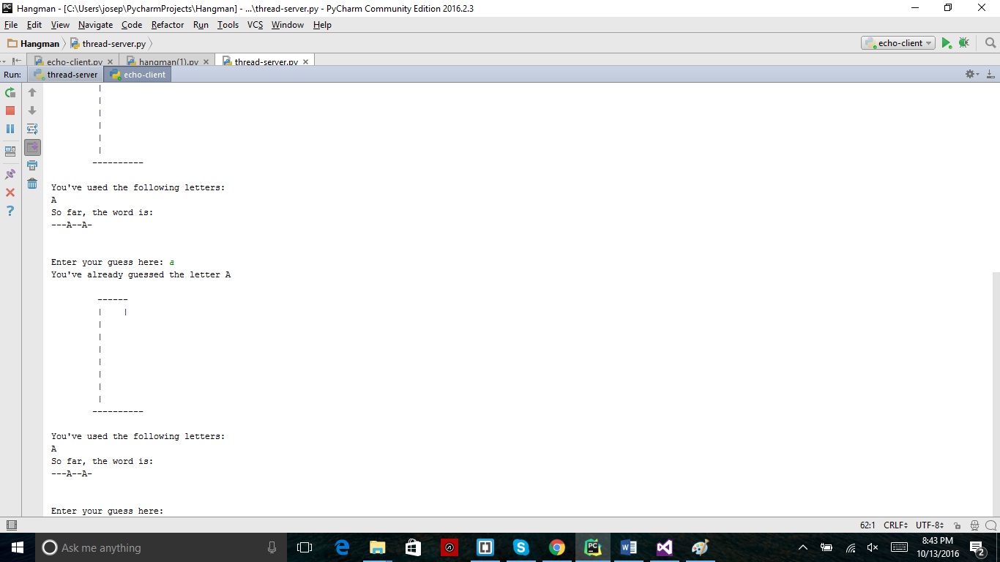 Hangman - [C:\Users\josep\PycharmProjects\Hangman] - ...\thread-server.py - PyCharm Community Edition 2016.2.3
File Edit View Navigate Code Refactor Run Tools VCS Window Help
Hangman thread-server.py echo-client
echo-client.py hangman(1).py thread-server.py
Run: thread-server echo-client
|
|
|
|
|
|
----------
You've used the following letters:
A
So far, the word is:
---A--A-
Enter your guess here: a
You've already guessed the letter A
------
| |
|
|
|
|
|
|
|
----------
You've used the following letters:
A
So far, the word is:
---A--A-
Enter your guess here:
62:1 CRLF UTF-8
Ask me anything
8:43 PM
10/13/2016
2